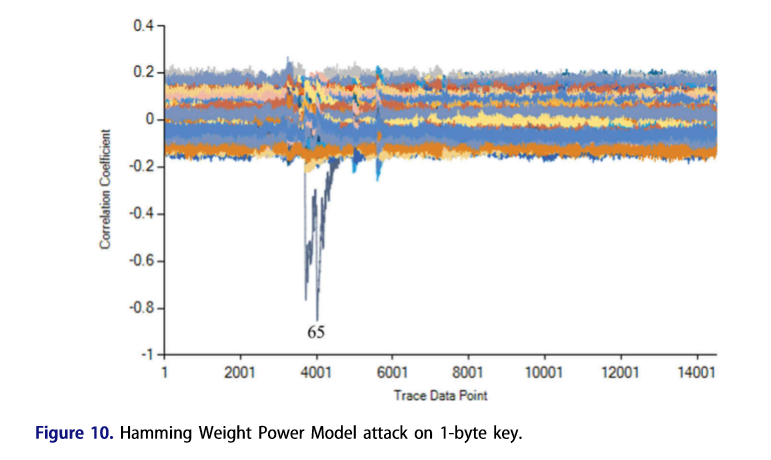 0.4
0.2
0
-0.2
-0.4
-0.6
-0.8
-1
Correlation Coefficient
65
1 2001 4001 6001 8001 10001 12001 14001
Trace Data Point
Figure 10. Hamming Weight Power Model attack on 1-byte key.